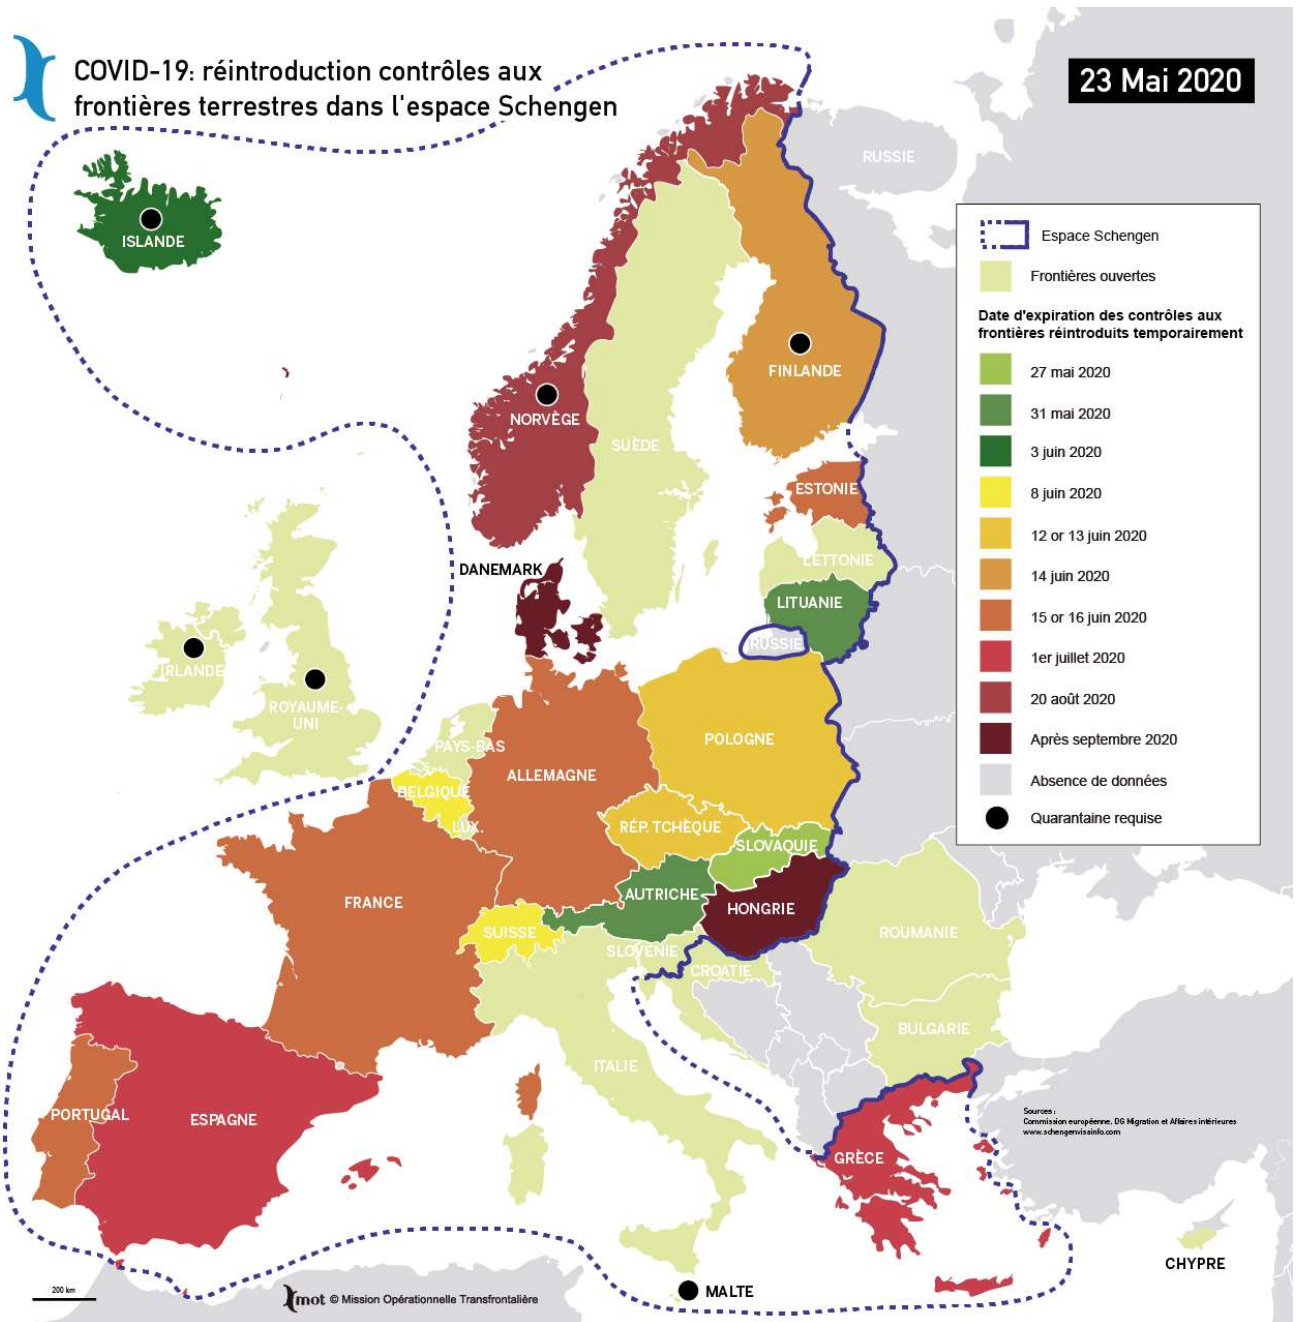 COVID-19: réintroduction contrôles aux
frontières terrestres dans l'espace Schengen
23 Mai 2020
RUSSIE
ISLANDE
Espace Schengen
Frontières ouvertes
Date d'expiration des contrôles aux
frontières réintroduits temporairement
27 mai 2020
31 mai 2020
3 juin 2020
8 juin 2020
12 or 13 juin 2020
14 juin 2020
15 or 16 juin 2020
1er juillet 2020
20 août 2020
Après septembre 2020
Absence de données
Quarantaine requise
FINLANDE
NORVÈGE
SUÈDE
ESTONIE
LETTONIE
DANEMARK
LITUANIE
RUSSIE
IRLANDE
ROYAUME-
UNI
PAYS-BAS
POLOGNE
ALLEMAGNE
BELGIQUE
LUX.
RÉP. TCHÈQUE
SLOVAQUIE
AUTRICHE
FRANCE
HONGRIE
SUISSE
ROUMANIE
SLOVÉNIE
CROATIE
BULGARIE
ITALIE
PORTUGAL
ESPAGNE
GRÈCE
Sources :
Commission européenne, DG Migration et Affaires intérieures
www.schengenvisainfo.com
CHYPRE
MALTE
200 km
mot © Mission Opérationnelle Transfrontalière